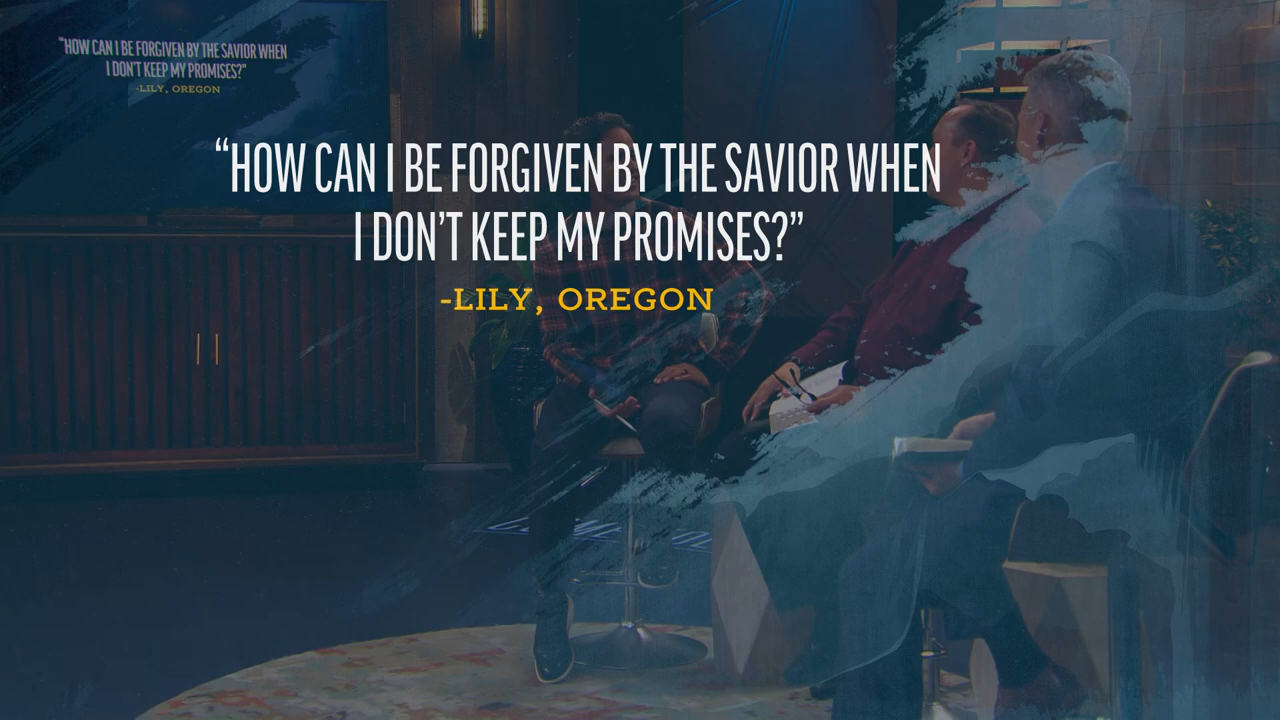 "HOW CAN I BE FORGIVEN BY THE SAVIOR WHEN
I DON'T KEEP MY PROMISES?"
-LILY, OREGON
“HOW CAN I BE FORGIVEN BY THE SAVIOR WHEN
I DON’T KEEP MY PROMISES?”
-LILY, OREGON